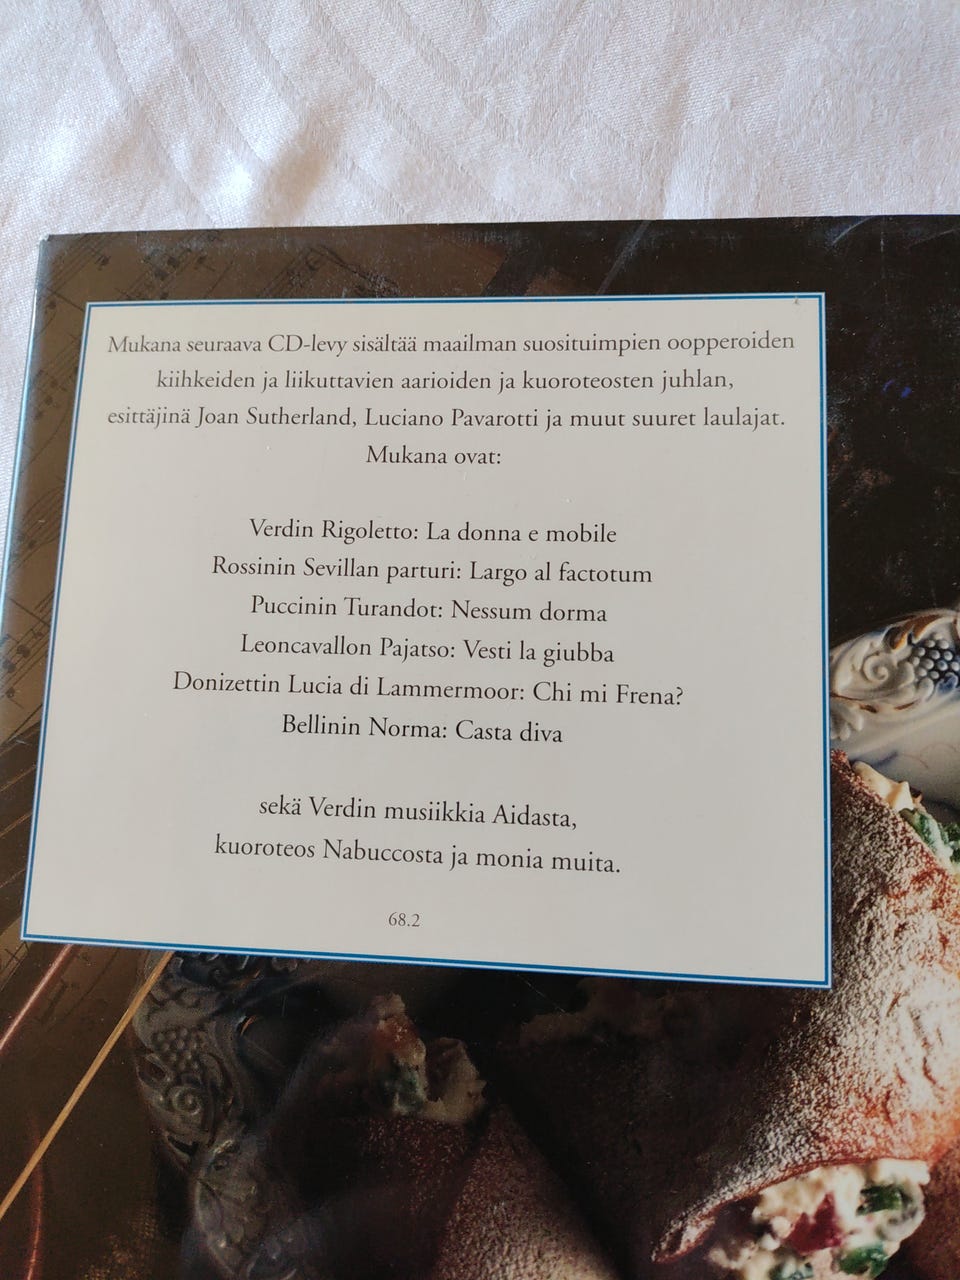 Mukana seuraava CD-levy sisältää maailman suosituimpien oopperoiden
kiihkeiden ja liikuttavien aarioiden ja kuoroteosten juhlan,
esittäjinä Joan Sutherland, Luciano Pavarotti ja muut suuret laulajat.
Mukana ovat:
Verdin Rigoletto: La donna e mobile
Rossinin Sevillan parturi: Largo al factotum
Puccinin Turandot: Nessum dorma
Leoncavallon Pajatso: Vesti la giubba
Donizettin Lucia di Lammermoor: Chi mi Frena?
Bellinin Norma: Casta diva
sekä Verdin musiikkia Aidasta,
kuoroteos Nabuccosta ja monia muita.
68.2